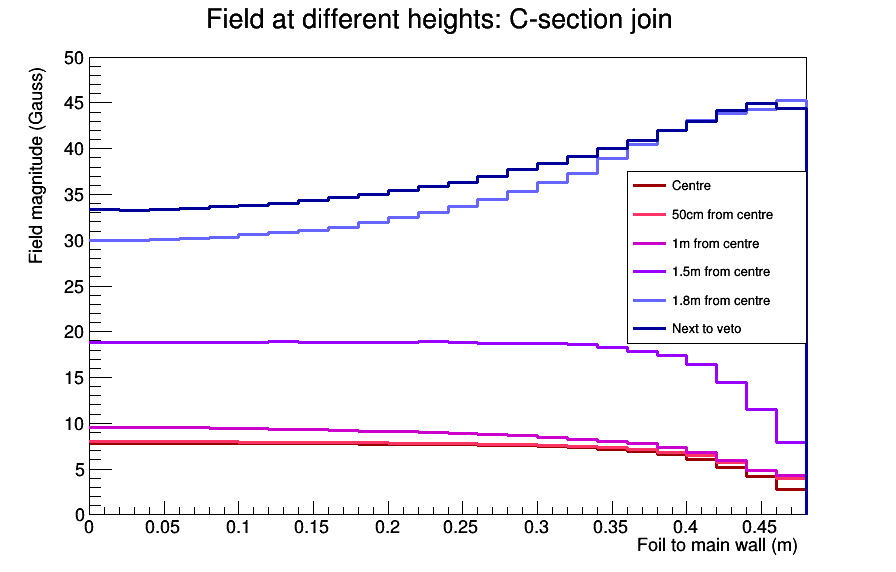 Field at different heights: C-section join
Field magnitude (Gauss)
50
45
40
35
30
25
20
15
10
5
0
Centre
50cm from centre
1m from centre
1.5m from centre
1.8m from centre
Next to veto
0 0.05 0.1 0.15 0.2 0.25 0.3 0.35 0.4 0.45
Foil to main wall (m)